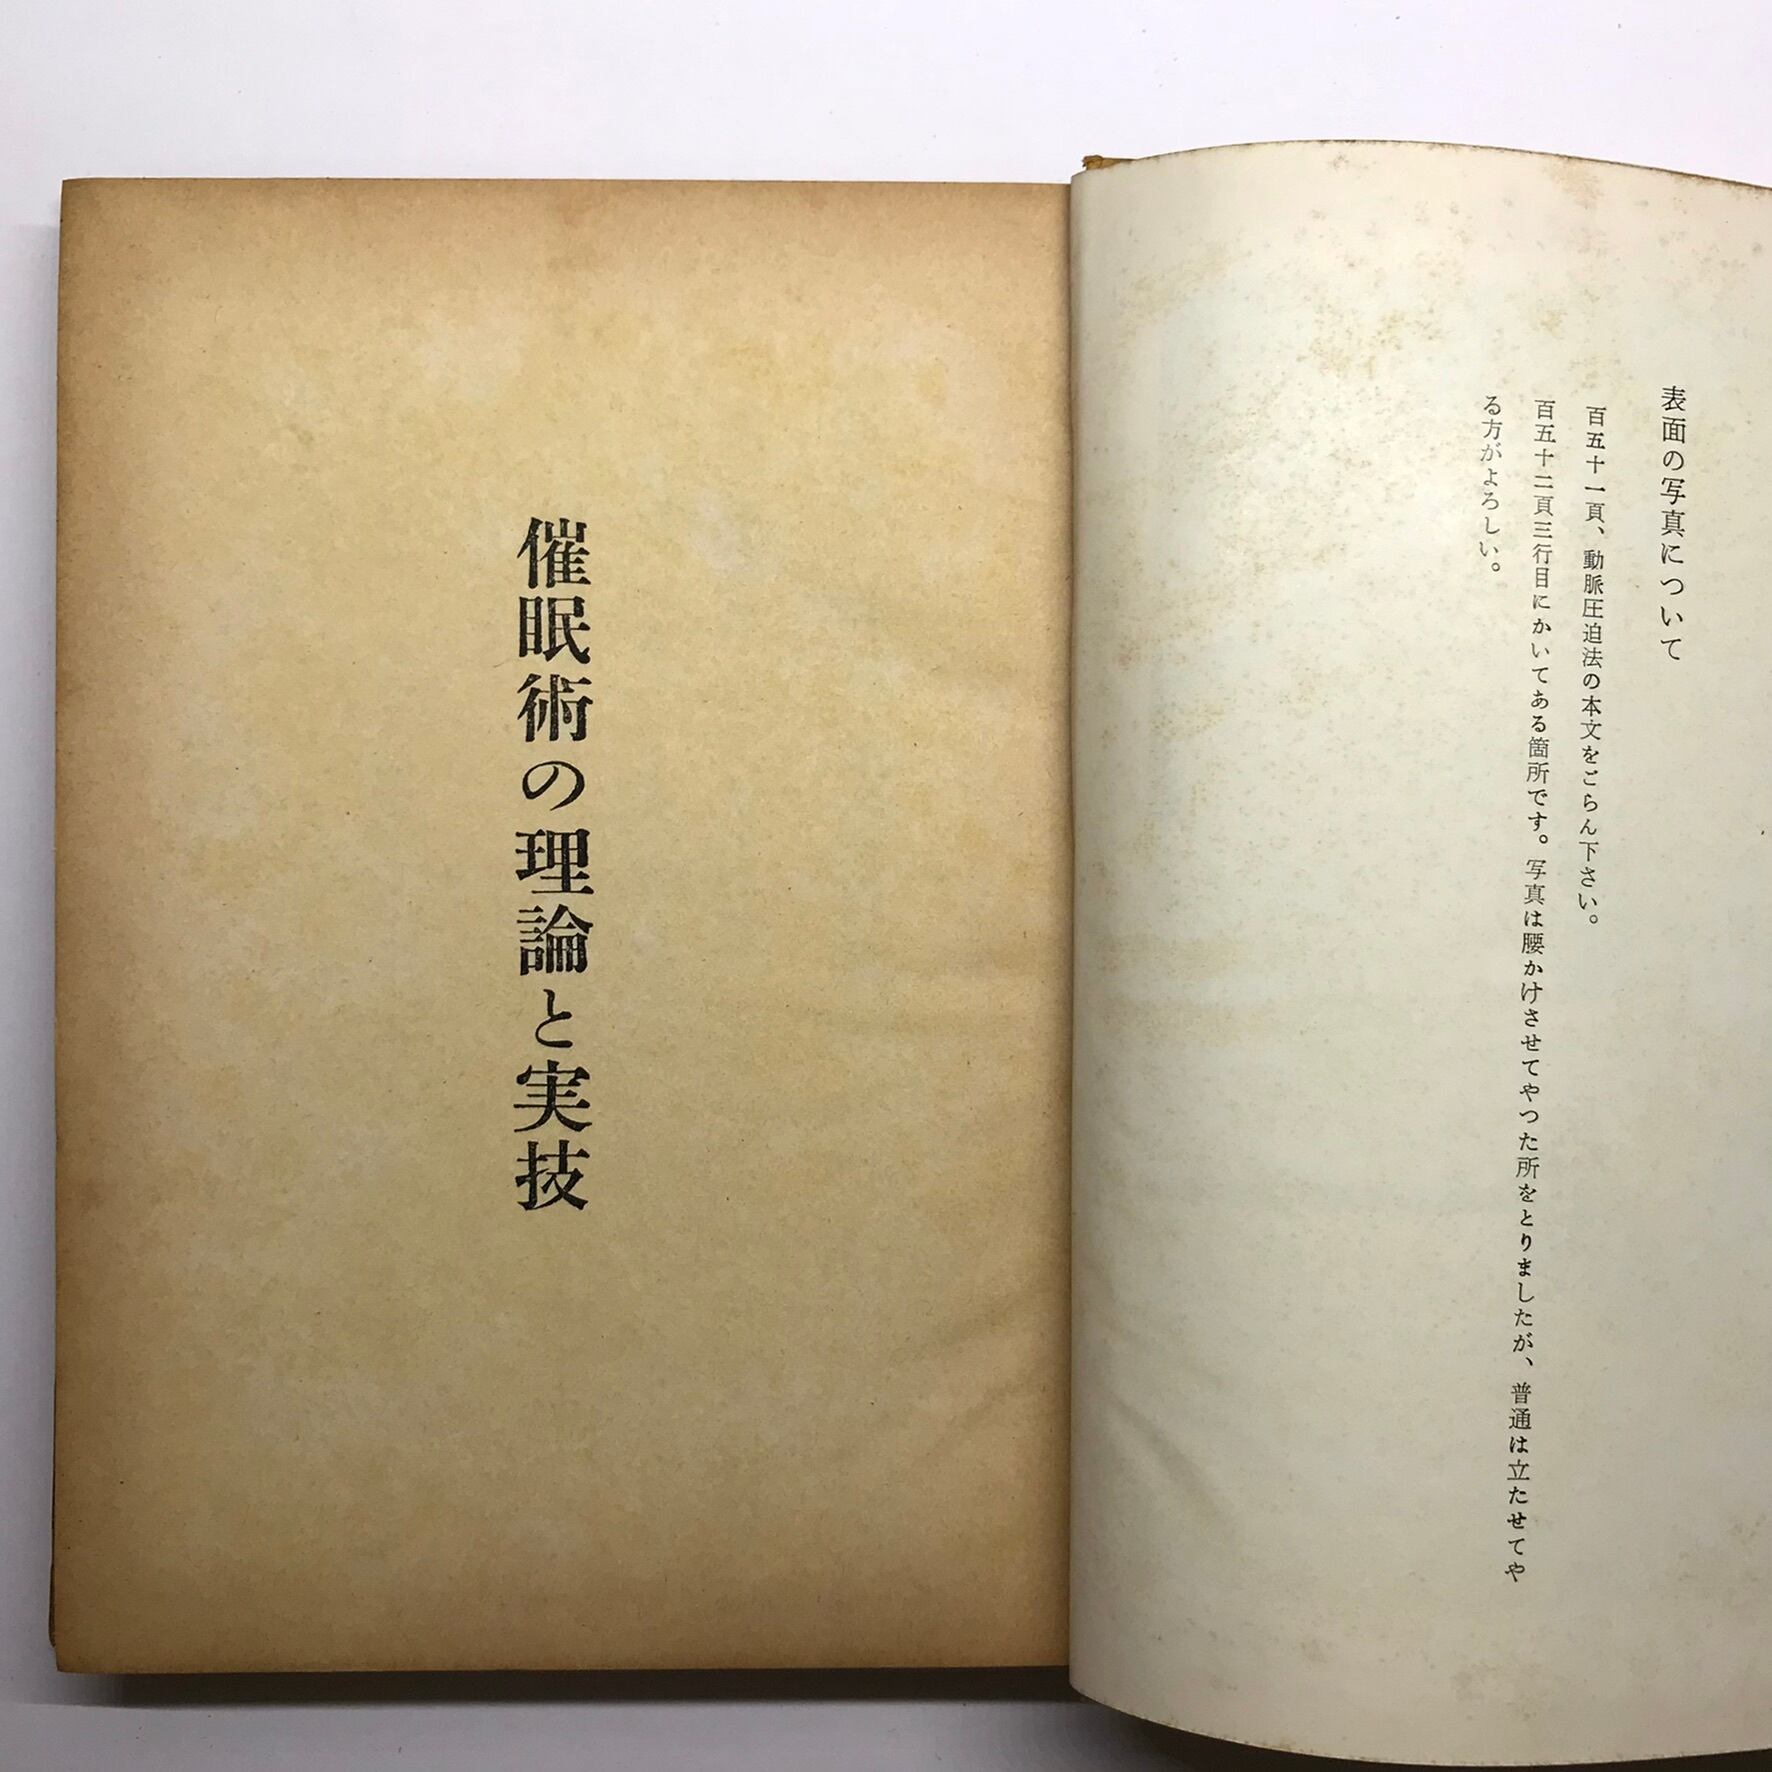 表面の写真について
百五十一頁、動脈圧迫法の本文をごらん下さい。
百五十二頁三行目にかいてある箇所です。写真は腰かけさせてやつた所をとりましたが、普通は立たせてや
る方がよろしい。
催眠術の理論と実技